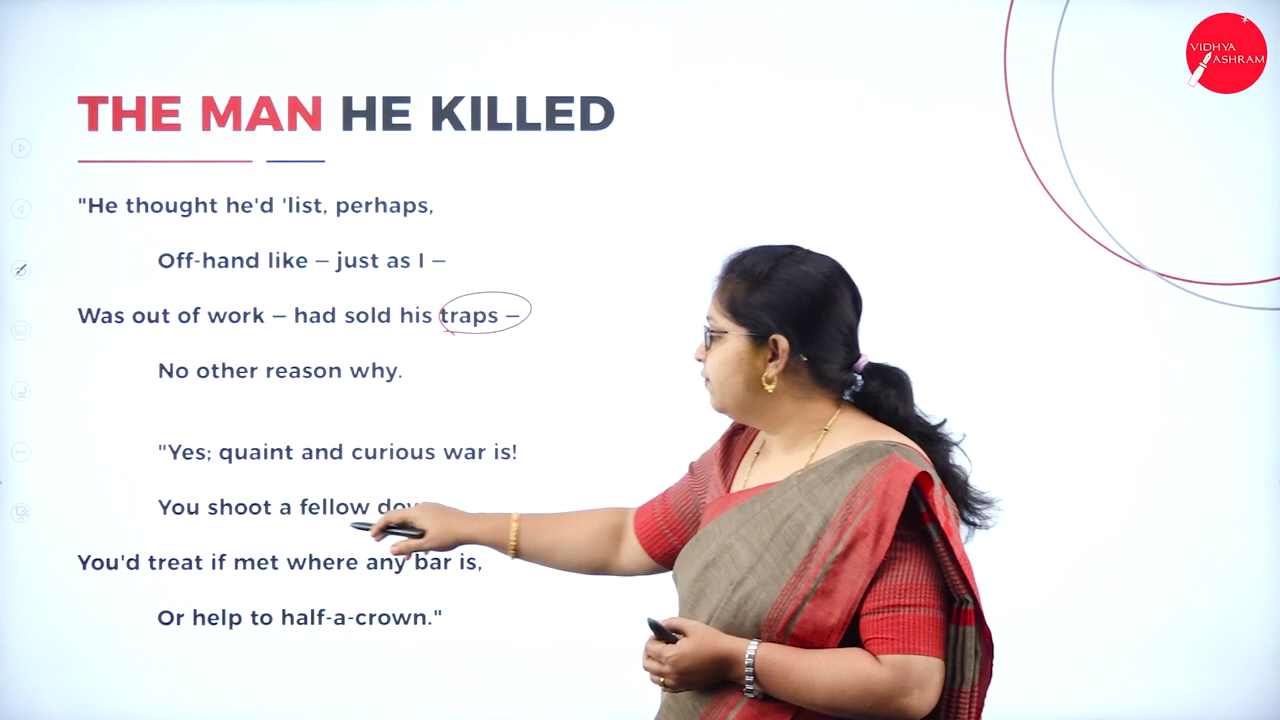 VIDHYA
ASHRAM
THE MAN HE KILLED
"He thought he'd 'list, perhaps,
Off-hand like – just as I –
Was out of work – had sold his traps –
No other reason why.
"Yes; quaint and curious war is!
You shoot a fellow
You'd treat if met where any bar is,
Or help to half-a-crown."